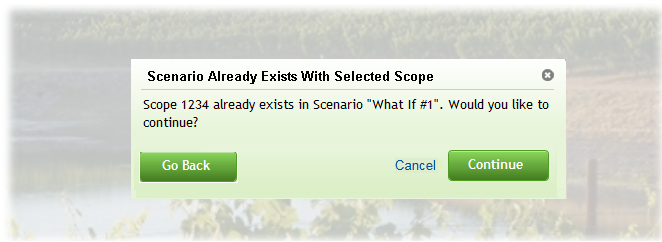 Scenario Already Exists With Selected Scope
Scope 1234 already exists in Scenario "What If #1". Would you like to
continue?
Go Back
Cancel
Continue